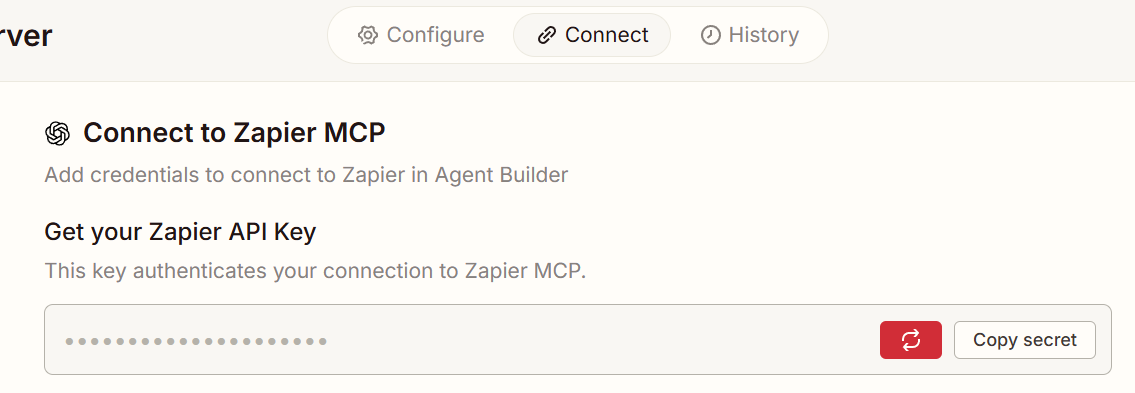 rver
Configure Connect History
Connect to Zapier MCP
Add credentials to connect to Zapier in Agent Builder
Get your Zapier API Key
This key authenticates your connection to Zapier MCP.
••••••••••••••••••••• Copy secret